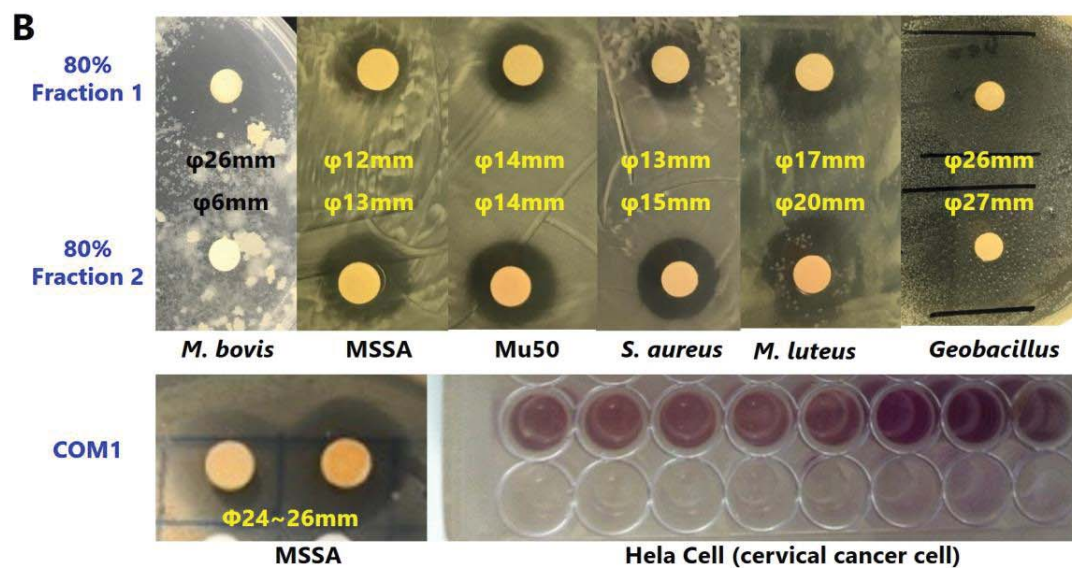 B
80%
Fraction 1
φ26mm φ12mm φ14mm φ13mm φ17mm φ26mm
φ6mm φ13mm φ14mm φ15mm φ20mm φ27mm
80%
Fraction 2
M. bovis MSSA Mu50 S. aureus M. luteus Geobacillus
COM1
Φ24~26mm
MSSA Hela Cell (cervical cancer cell)